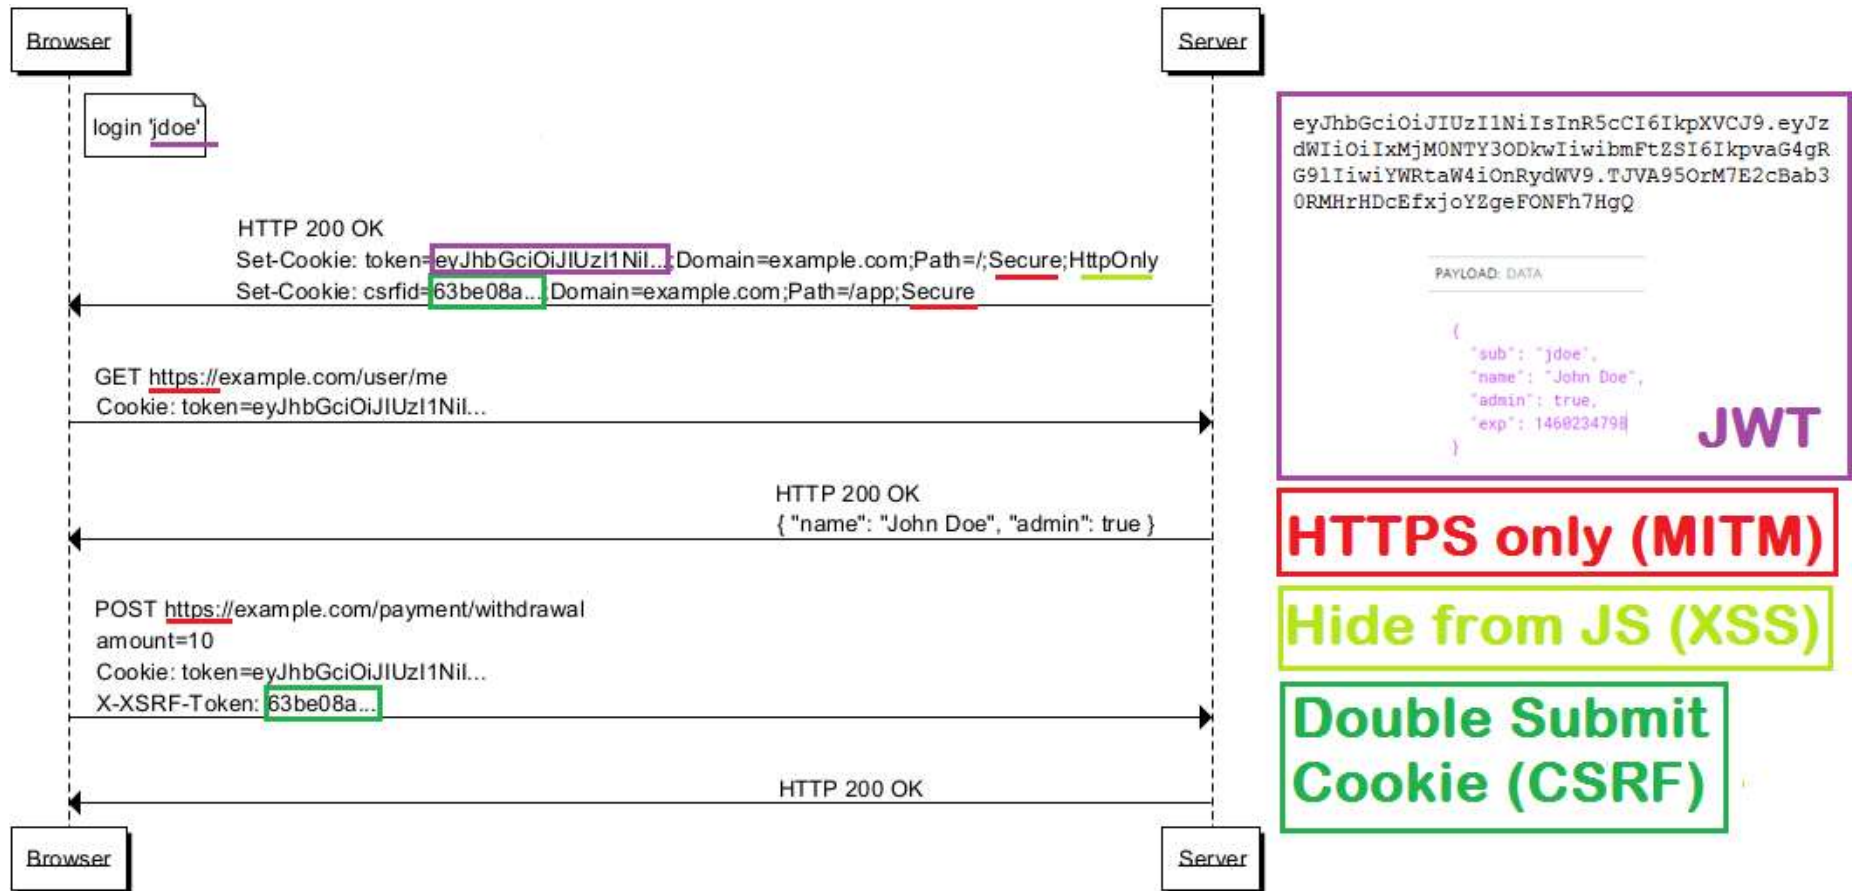 Browser
Server
login 'jdoe'
HTTP 200 OK
Set-Cookie: token=eyJhbGciOiJIUzI1NiI...;Domain=example.com;Path=/;Secure;HttpOnly
Set-Cookie: csrfid=63be08a...;Domain=example.com;Path=/app;Secure
GET https://example.com/user/me
Cookie: token=eyJhbGciOiJIUzI1NiI...
HTTP 200 OK
{ "name": "John Doe", "admin": true }
POST https://example.com/payment/withdrawal
amount=10
Cookie: token=eyJhbGciOiJIUzI1NiI...
X-XSRF-Token: 63be08a...
HTTP 200 OK
Browser
Server
eyJhbGciOiJIUzI1NiIsInR5cCI6IkpXVCJ9.eyJz
dWIiOiIxMjM0NTY3ODkwIiwibmFtZSI6IkpvaG4gR
G9lIiwiYWRtaW4iOnRydWV9.TJVA95OrM7E2cBab3
0RMHrHDcEfxjoYZgeFONFh7HgQ
PAYLOAD: DATA
{
"sub": "jdoe",
"name": "John Doe",
"admin": true,
"exp": 1460234798
}
JWT
HTTPS only (MITM)
Hide from JS (XSS)
Double Submit
Cookie (CSRF)